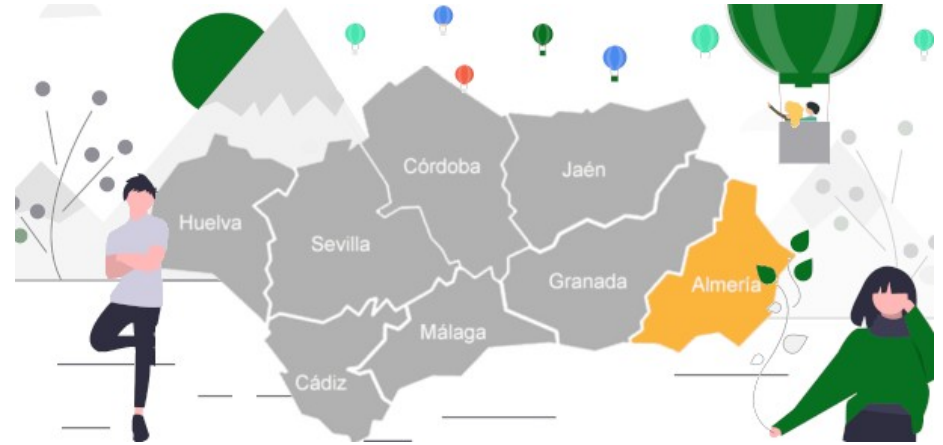 Córdoba
Jaén
Huelva
Sevilla
Granada
Almería
Málaga
Cádiz